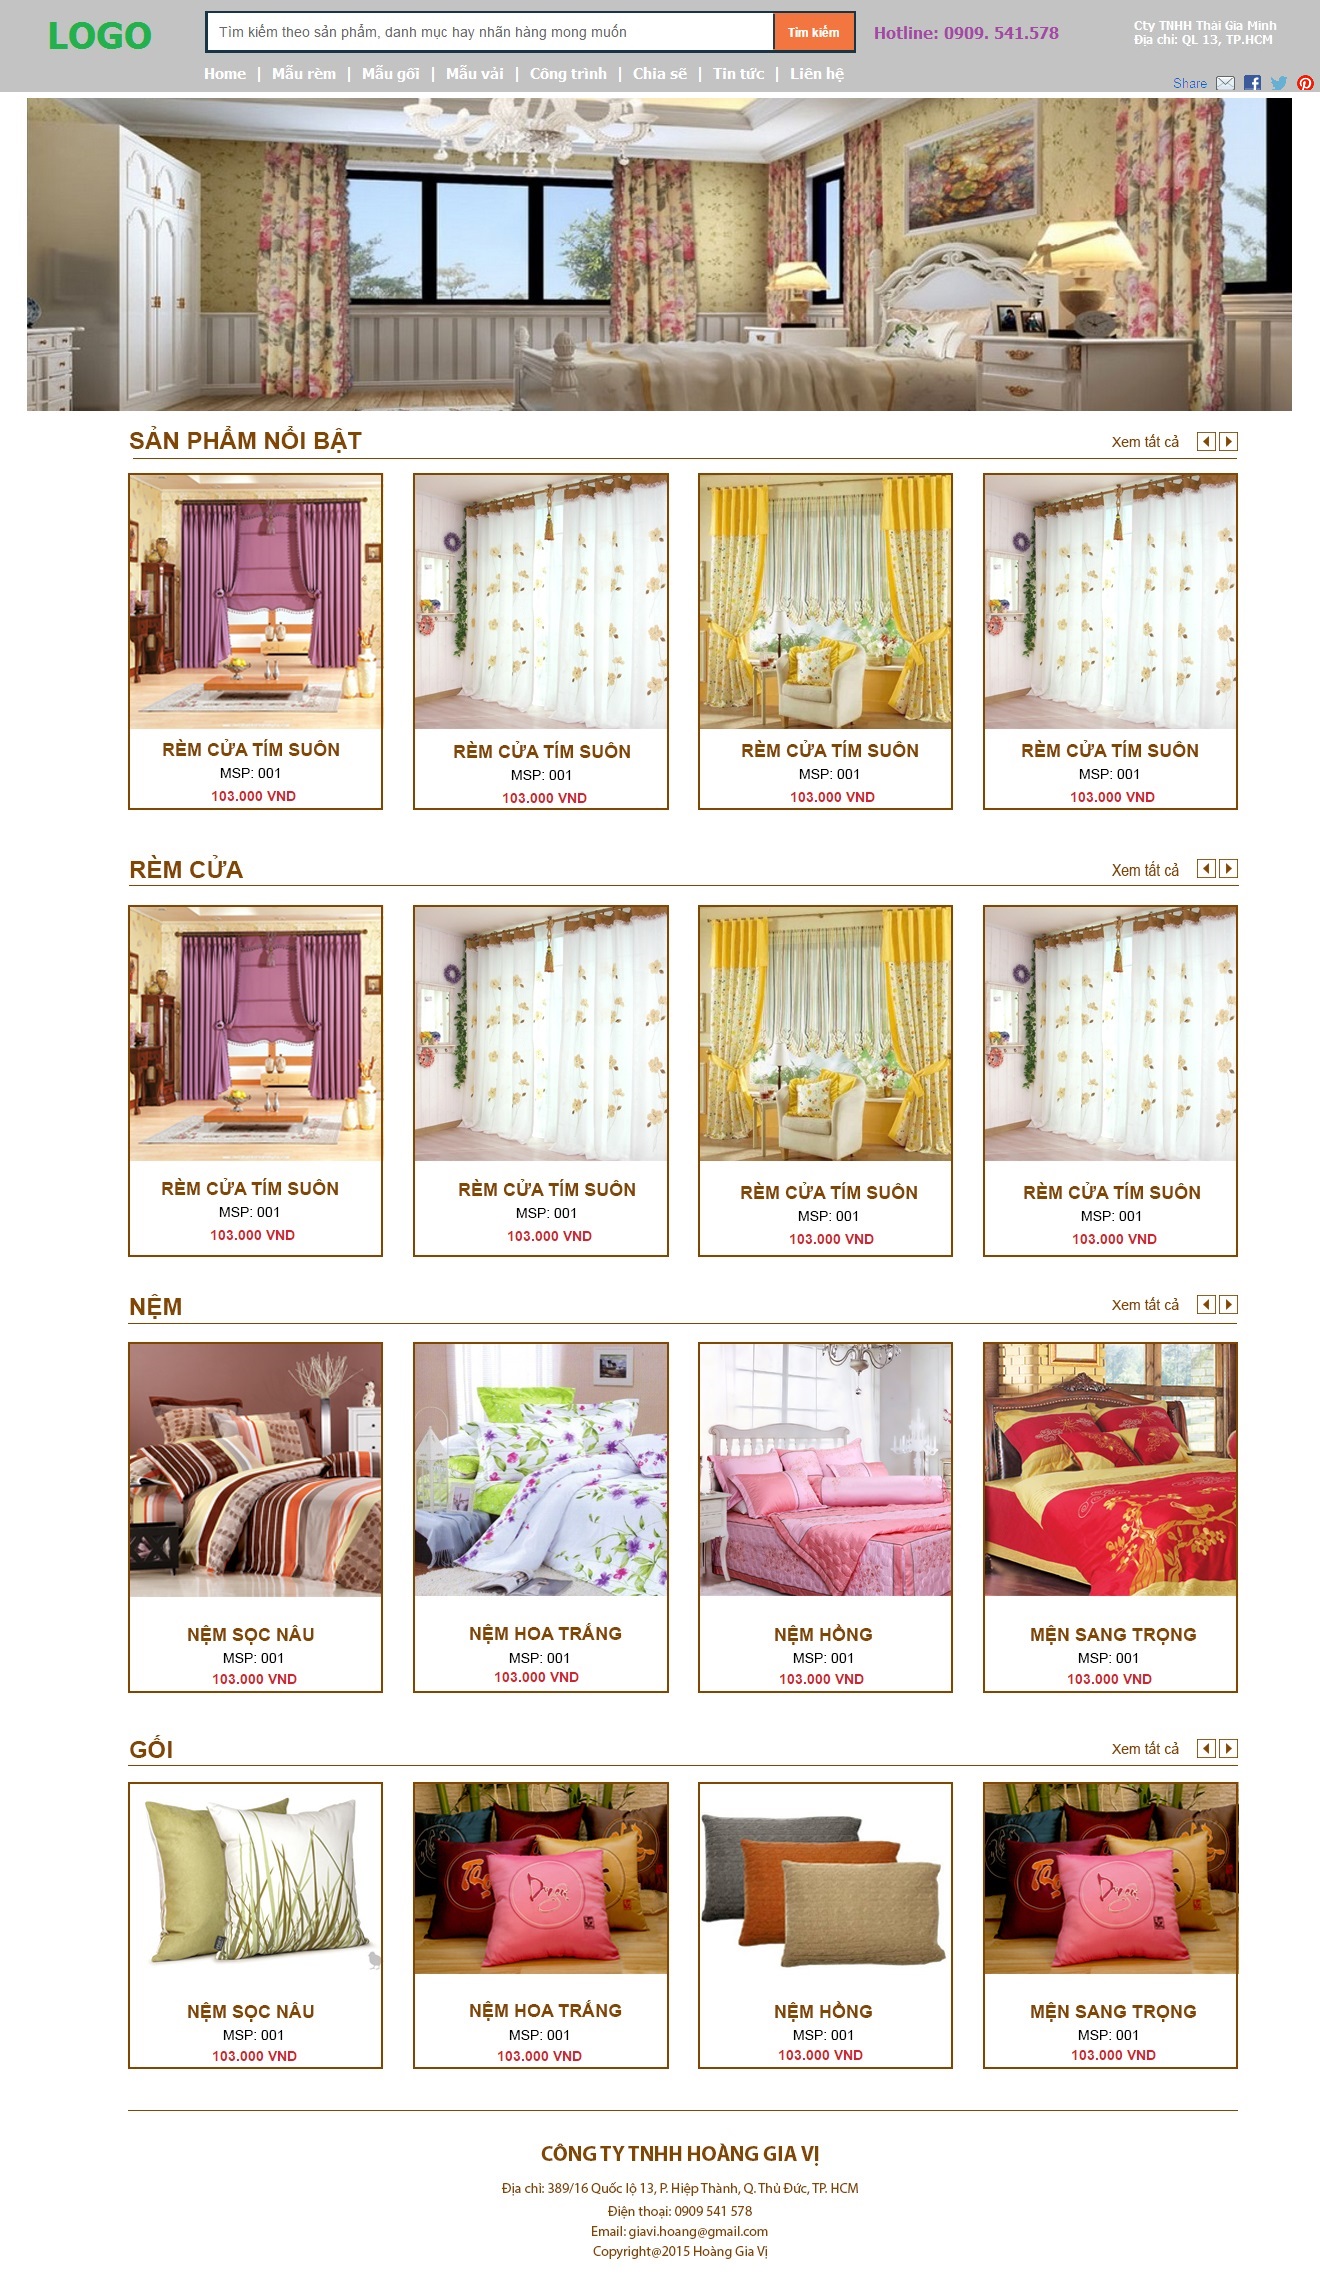 LOGO
Tìm kiếm theo sản phẩm, danh mục hay nhãn hàng mong muốn
Tìm kiếm
Hotline: 0909. 541.578
Cty TNHH Thái Gia Minh
Địa chỉ: QL 13, TP.HCM
Home | Mẫu rèm | Mẫu gối | Mẫu vải | Công trình | Chia sẽ | Tin tức | Liên hệ
Share
SẢN PHẨM NỔI BẬT
Xem tất cả
RÈM CỬA TÍM SUÔN
MSP: 001
103.000 VND
RÈM CỬA TÍM SUÔN
MSP: 001
103.000 VND
RÈM CỬA TÍM SUÔN
MSP: 001
103.000 VND
RÈM CỬA TÍM SUÔN
MSP: 001
103.000 VND
RÈM CỬA
Xem tất cả
RÈM CỬA TÍM SUÔN
MSP: 001
103.000 VND
RÈM CỬA TÍM SUÔN
MSP: 001
103.000 VND
RÈM CỬA TÍM SUÔN
MSP: 001
103.000 VND
RÈM CỬA TÍM SUÔN
MSP: 001
103.000 VND
NỆM
Xem tất cả
NỆM SỌC NÂU
MSP: 001
103.000 VND
NỆM HOA TRẮNG
MSP: 001
103.000 VND
NỆM HỒNG
MSP: 001
103.000 VND
MỆN SANG TRỌNG
MSP: 001
103.000 VND
GỐI
Xem tất cả
NỆM SỌC NÂU
MSP: 001
103.000 VND
NỆM HOA TRẮNG
MSP: 001
103.000 VND
NỆM HỒNG
MSP: 001
103.000 VND
MỆN SANG TRỌNG
MSP: 001
103.000 VND
CÔNG TY TNHH HOÀNG GIA VỊ
Địa chỉ: 389/16 Quốc lộ 13, P. Hiệp Thành, Q. Thủ Đức, TP. HCM
Điện thoại: 0909 541 578
Email: giavi.hoang@gmail.com
Copyright@2015 Hoàng Gia Vị